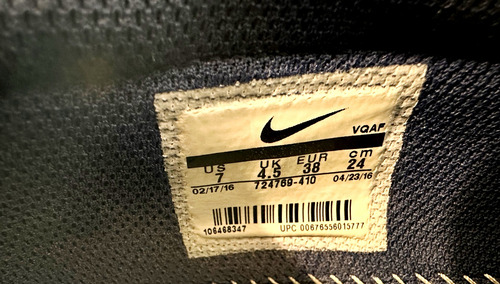 VQAF
US UK EUR cm
7 4.5 38 24
02/17/16 724769-410 04/23/16
106468347 UPC 00676556015777